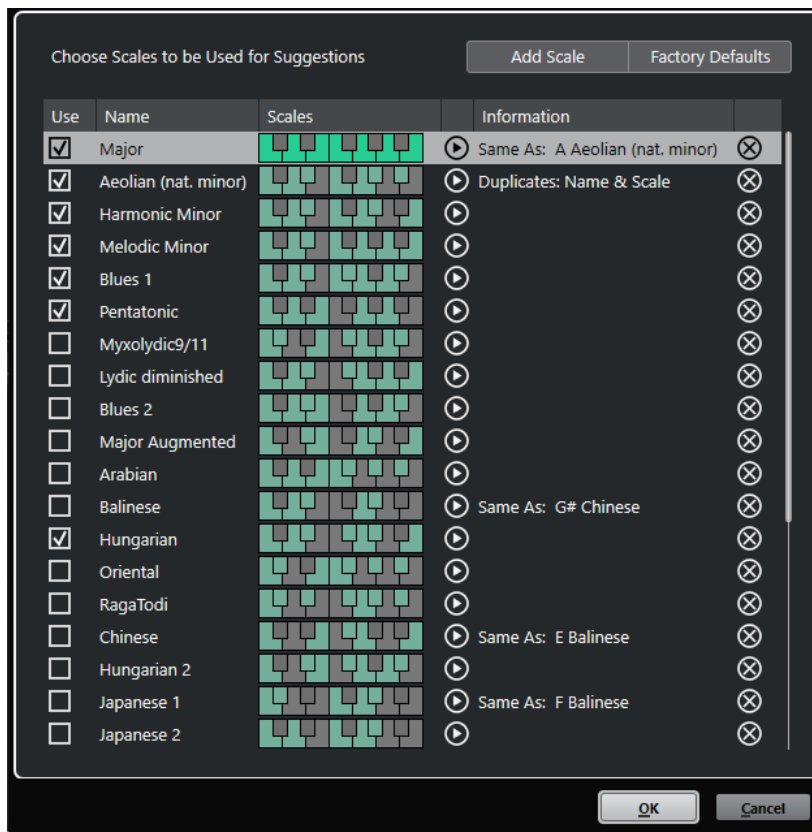 Choose Scales to be Used for Suggestions Add Scale Factory Defaults
Use Name Scales Information
Major Same As: A Aeolian (nat. minor)
Aeolian (nat. minor) Duplicates: Name & Scale
Harmonic Minor
Melodic Minor
Blues 1
Pentatonic
Myxolydic9/11
Lydic diminished
Blues 2
Major Augmented
Arabian
Balinese Same As: G# Chinese
Hungarian
Oriental
RagaTodi
Chinese Same As: E Balinese
Hungarian 2
Japanese 1 Same As: F Balinese
Japanese 2
OK Cancel